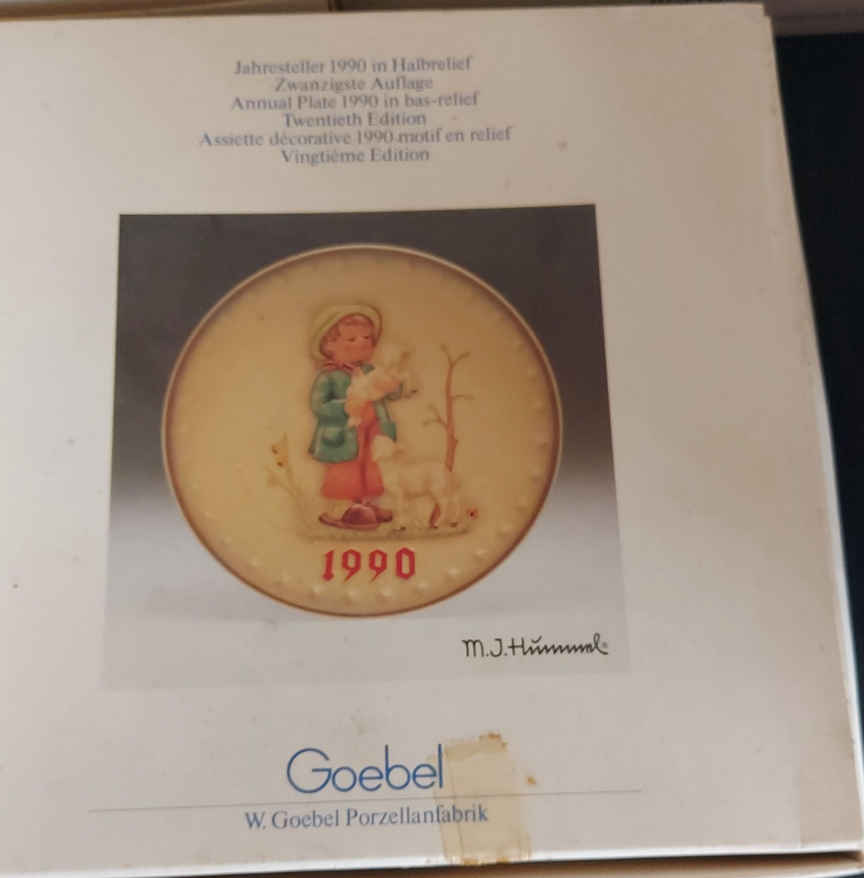 Jahresteller 1990 in Halbrelief
Zwanzigste Auflage
Annual Plate 1990 in bas-relief
Twentieth Edition
Assiette décorative 1990 motif en relief
Vingtième Edition
1990
M.J.Hummel®
Goebel
W. Goebel Porzellanfabrik